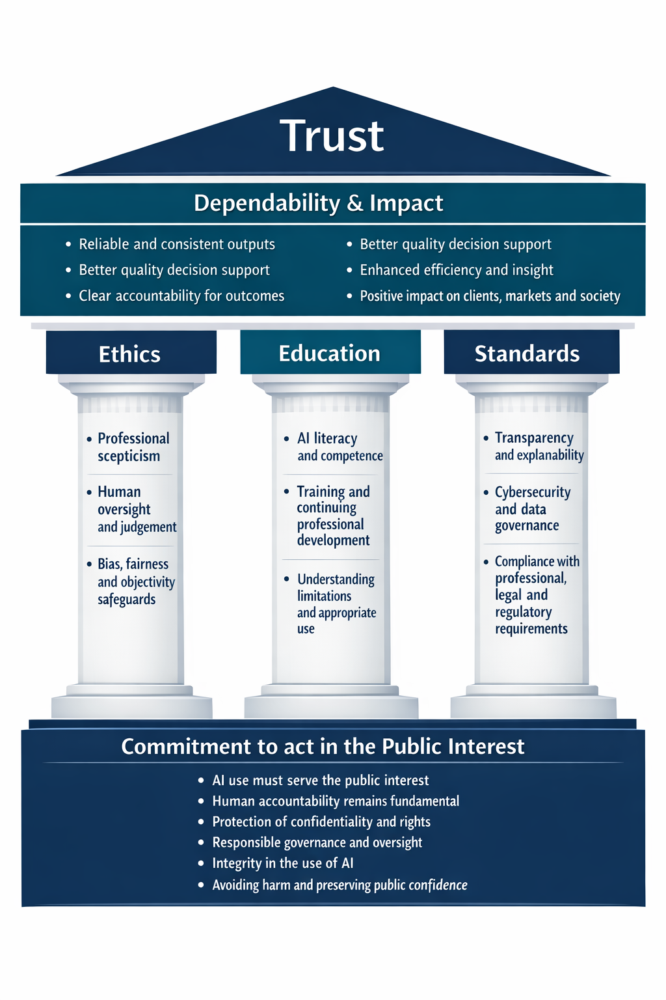 Trust
Dependability & Impact
• Reliable and consistent outputs
• Better quality decision support
• Clear accountability for outcomes
• Better quality decision support
• Enhanced efficiency and insight
• Positive impact on clients, markets and society
Ethics
• Professional
scepticism
• Human
oversight
and judgement
• Bias, fairness
and objectivity
safeguards
Education
• AI literacy
and competence
• Training and
continuing
professional
development
• Understanding
limitations
and appropriate
use
Standards
• Transparency
and explanability
• Cybersecurity
and data
governance
• Compliance with
professional,
legal and
regulatory
requirements
Commitment to act in the Public Interest
• AI use must serve the public interest
• Human accountability remains fundamental
• Protection of confidentiality and rights
• Responsible governance and oversight
• Integrity in the use of AI
• Avoiding harm and preserving public confidence